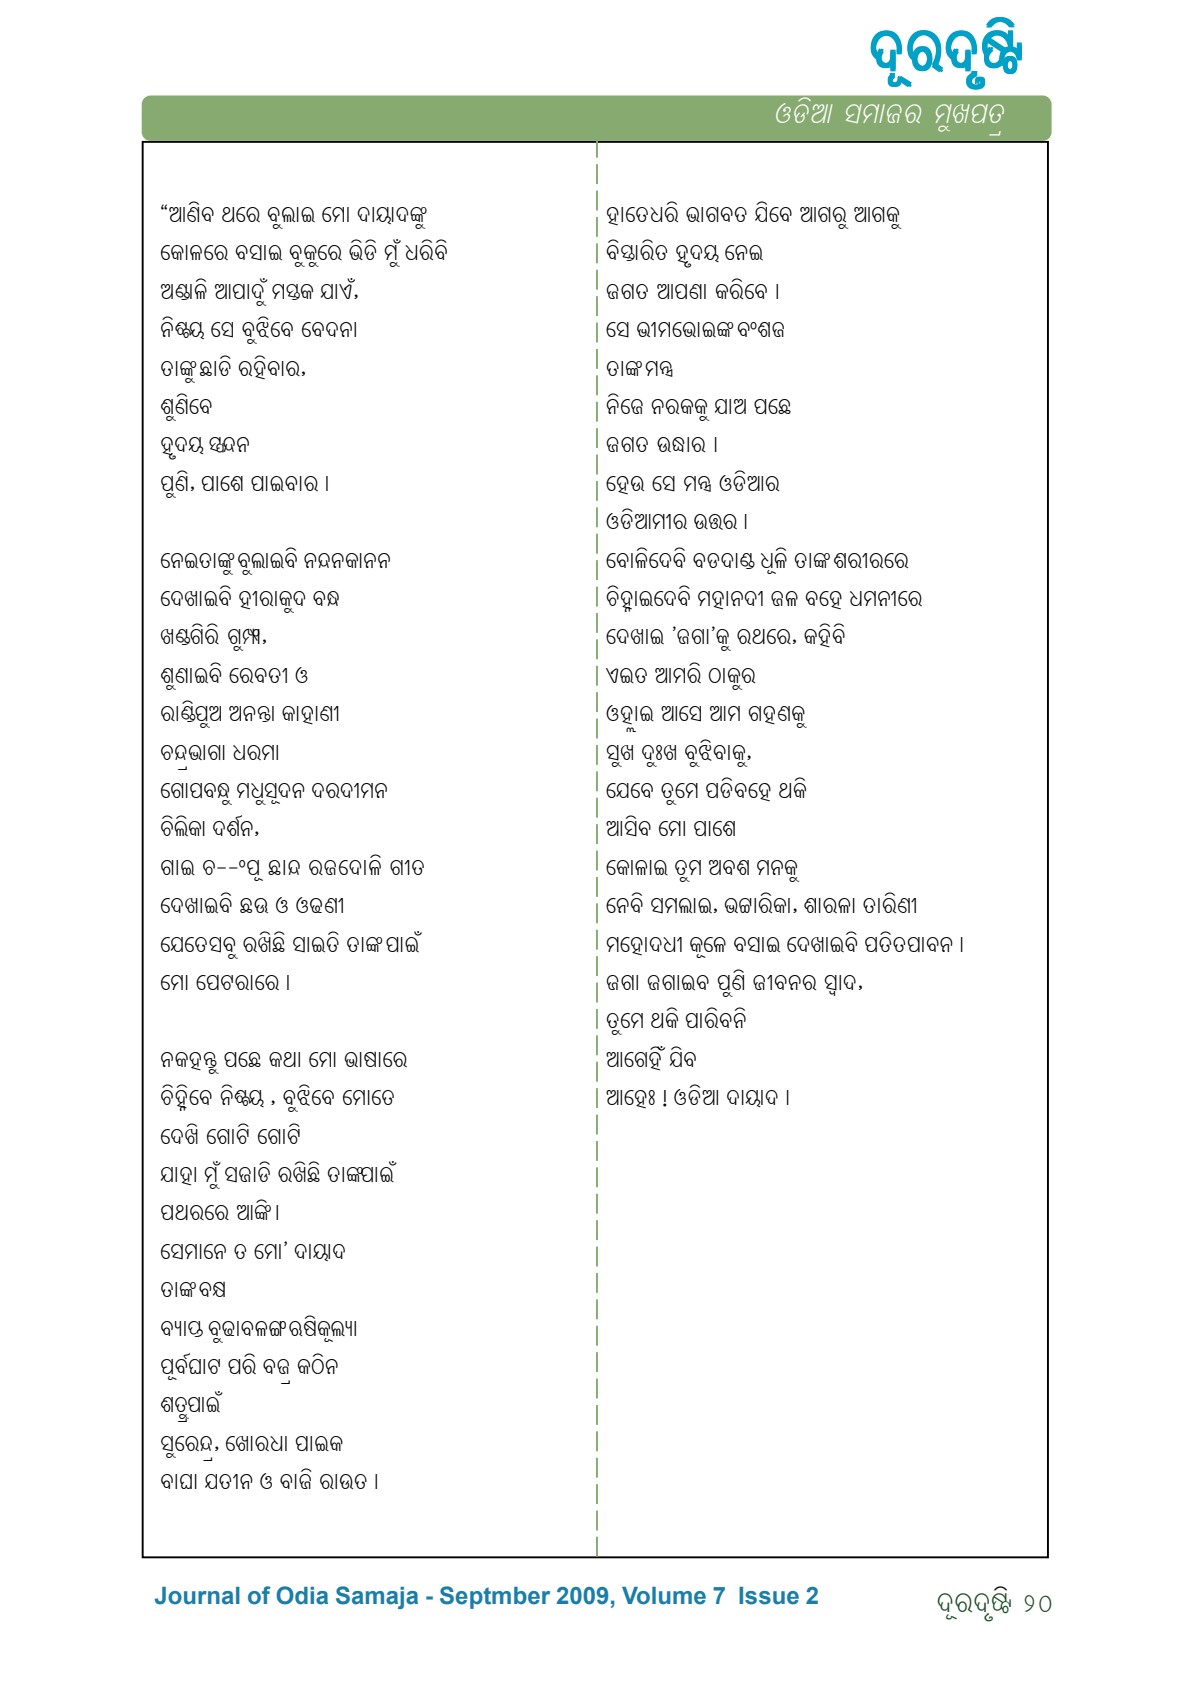 ଦୂରଦୃଷ୍ଟି
ଓଡିଆ ସମାଜର ମୁଖପତ୍ର
“ଆଣିବ ଥରେ ବୁଲାଇ ମୋ ଦାୟାଦଙ୍କୁ
କୋଳରେ ବସାଇ ବୁକୁରେ ଭିଡି ମୁଁ ଧରିବି
ଅଣ୍ଡାଳି ଆପାଦୁଁ ମସ୍ତକ ଯାଏଁ,
ନିଶ୍ଚୟ ସେ ବୁଝିବେ ବେଦନା
ତାଙ୍କୁ ଛାଡି ରହିବାର,
ଶୁଣିବେ
ହୃଦୟ ସ୍ପନ୍ଦନ
ପୁଣି, ପାଶେ ପାଇବାର ।
ନେଇତାଙ୍କୁ ବୁଲାଇବି ନନ୍ଦନକାନନ
ଦେଖାଇବି ହୀରାକୁଦ ବନ୍ଧ
ଖଣ୍ଡଗିରି ଗୁମ୍ଫା,
ଶୁଣାଇବି ରେବତୀ ଓ
ରାଣ୍ଡିପୁଅ ଅନନ୍ତା କାହାଣୀ
ଚନ୍ଦ୍ରଭାଗା ଧରମା
ଗୋପବନ୍ଧୁ ମଧୁସୂଦନ ଦରଦୀମନ
ଚିଲିକା ଦର୍ଶନ,
ଗାଇ ଚ--ଂପୂ ଛାନ୍ଦ ରଜଦୋଳି ଗୀତ
ଦେଖାଇବି ଛଉ ଓ ଓଢଣୀ
ଯେତେସବୁ ରଖିଛି ସାଇତି ତାଙ୍କ ପାଇଁ
ମୋ ପେଟରାରେ ।
ନକହନ୍ତୁ ପଛେ କଥା ମୋ ଭାଷାରେ
ଚିହ୍ନିବେ ନିଶ୍ଚୟ , ବୁଝିବେ ମୋତେ
ଦେଖି ଗୋଟି ଗୋଟି
ଯାହା ମୁଁ ସଜାଡି ରଖିଛି ତାଙ୍କପାଇଁ
ପଥରରେ ଆଙ୍କି ।
ସେମାନେ ତ ମୋ’ ଦାୟାଦ
ତାଙ୍କ ବକ୍ଷ
ବ୍ୟାପ୍ତ ବୁଢାବଳଙ୍ଗ ଋଷିକୂଲ୍ୟା
ପୂର୍ବଘାଟ ପରି ବଜ୍ର କଠିନ
ଶତ୍ରୁପାଇଁ
ସୁରେନ୍ଦ୍ର, ଖୋରଧା ପାଇକ
ବାଘା ଯତୀନ ଓ ବାଜି ରାଉତ ।
ହାତେଧରି ଭାଗବତ ଯିବେ ଆଗରୁ ଆଗକୁ
ବିସ୍ତାରିତ ହୃଦୟ ନେଇ
ଜଗତ ଆପଣା କରିବେ ।
ସେ ଭୀମଭୋଇଙ୍କ ବଂଶଜ
ତାଙ୍କ ମନ୍ତ୍ର
ନିଜେ ନରକକୁ ଯାଅ ପଛେ
ଜଗତ ଉଦ୍ଧାର ।
ହେଉ ସେ ମନ୍ତ୍ର ଓଡିଆର
ଓଡିଆମୀର ଉତ୍ତର ।
ବୋଳିଦେବି ବଡଦାଣ୍ଡ ଧୂଳି ତାଙ୍କ ଶରୀରରେ
ଚିହ୍ନାଇଦେବି ମହାନଦୀ ଜଳ ବହେ ଧମନୀରେ
ଦେଖାଇ ’ଜଗା’କୁ ରଥରେ, କହିବି
ଏଇତ ଆମରି ଠାକୁର
ଓହ୍ଲାଇ ଆସେ ଆମ ଗହଣକୁ
ସୁଖ ଦୁଃଖ ବୁଝିବାକୁ,
ଯେବେ ତୁମେ ପଡିବହେ ଥକି
ଆସିବ ମୋ ପାଶେ
କୋଳାଇ ତୁମ ଅବଶ ମନକୁ
ନେବି ସମଲାଇ, ଭଟ୍ଟାରିକା, ଶାରଳା ତାରିଣୀ
ମହୋଦଧୀ କୂଳେ ବସାଇ ଦେଖାଇବି ପତିତପାବନ ।
ଜଗା ଜଗାଇବ ପୁଣି ଜୀବନର ସ୍ୱାଦ,
ତୁମେ ଥକି ପାରିବନି
ଆଗେହିଁ ଯିବ
ଆହେଃ ! ଓଡିଆ ଦାୟାଦ ।
Journal of Odia Samaja - Septmber 2009, Volume 7 Issue 2
ଦୂରଦୃଷ୍ଟି ୨୦